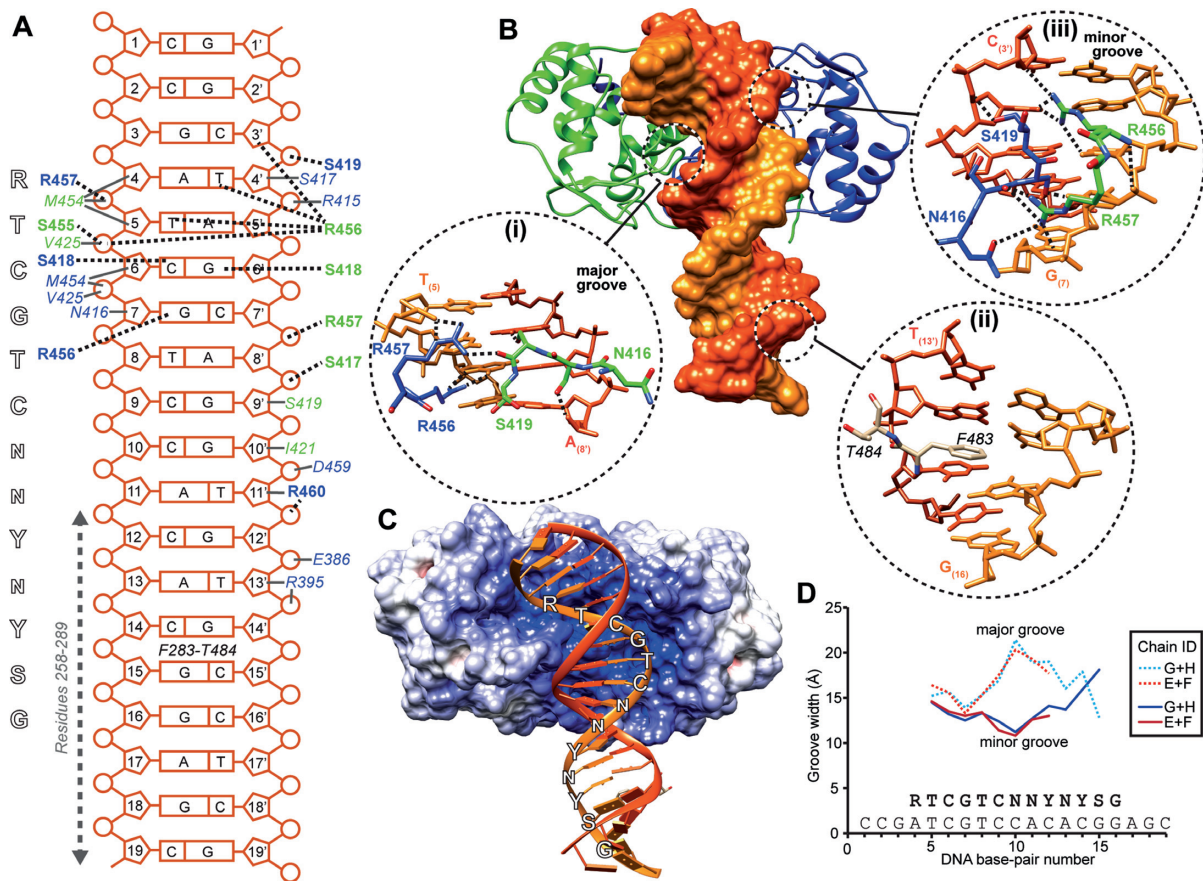 A
1 C G 1'
2 C G 2'
3 G C 3'
S419
R R457 4 A T 4' S417
M454 R415
T S455 5 T A 5' R456
V425
C S418 6 C G 6' S418
M454
V425
G N416 7 G C 7' R457
R456
T 8 T A 8' S417
C 9 C G 9' S419
N 10 C G 10' I421
D459
N 11 A T 11' R460
Y 12 C G 12' E386
N 13 A T 13' R395
Y 14 C G 14'
F283-T484
S 15 G C 15'
G 16 G C 16'
17 A T 17'
18 G C 18'
19 C G 19'
Residues 258-289
B
(i)
major
groove
T(5)
R457
N416
R456
S419
A(8')
(iii)
C(3')
minor
groove
S419
R456
N416
R457
G(7)
(ii)
T(13')
F483
T484
G(16)
C
R
T
C
G
T
C
N
N
Y
N
Y
S
G
D
Groove width (Å)
25
20
15
10
5
0
major groove
minor groove
RTCGTCNNYNYSG
CCGATCGTCCACACGGAGC
0 5 10 15
DNA base-pair number
Chain ID
G+H
E+F
G+H
E+F